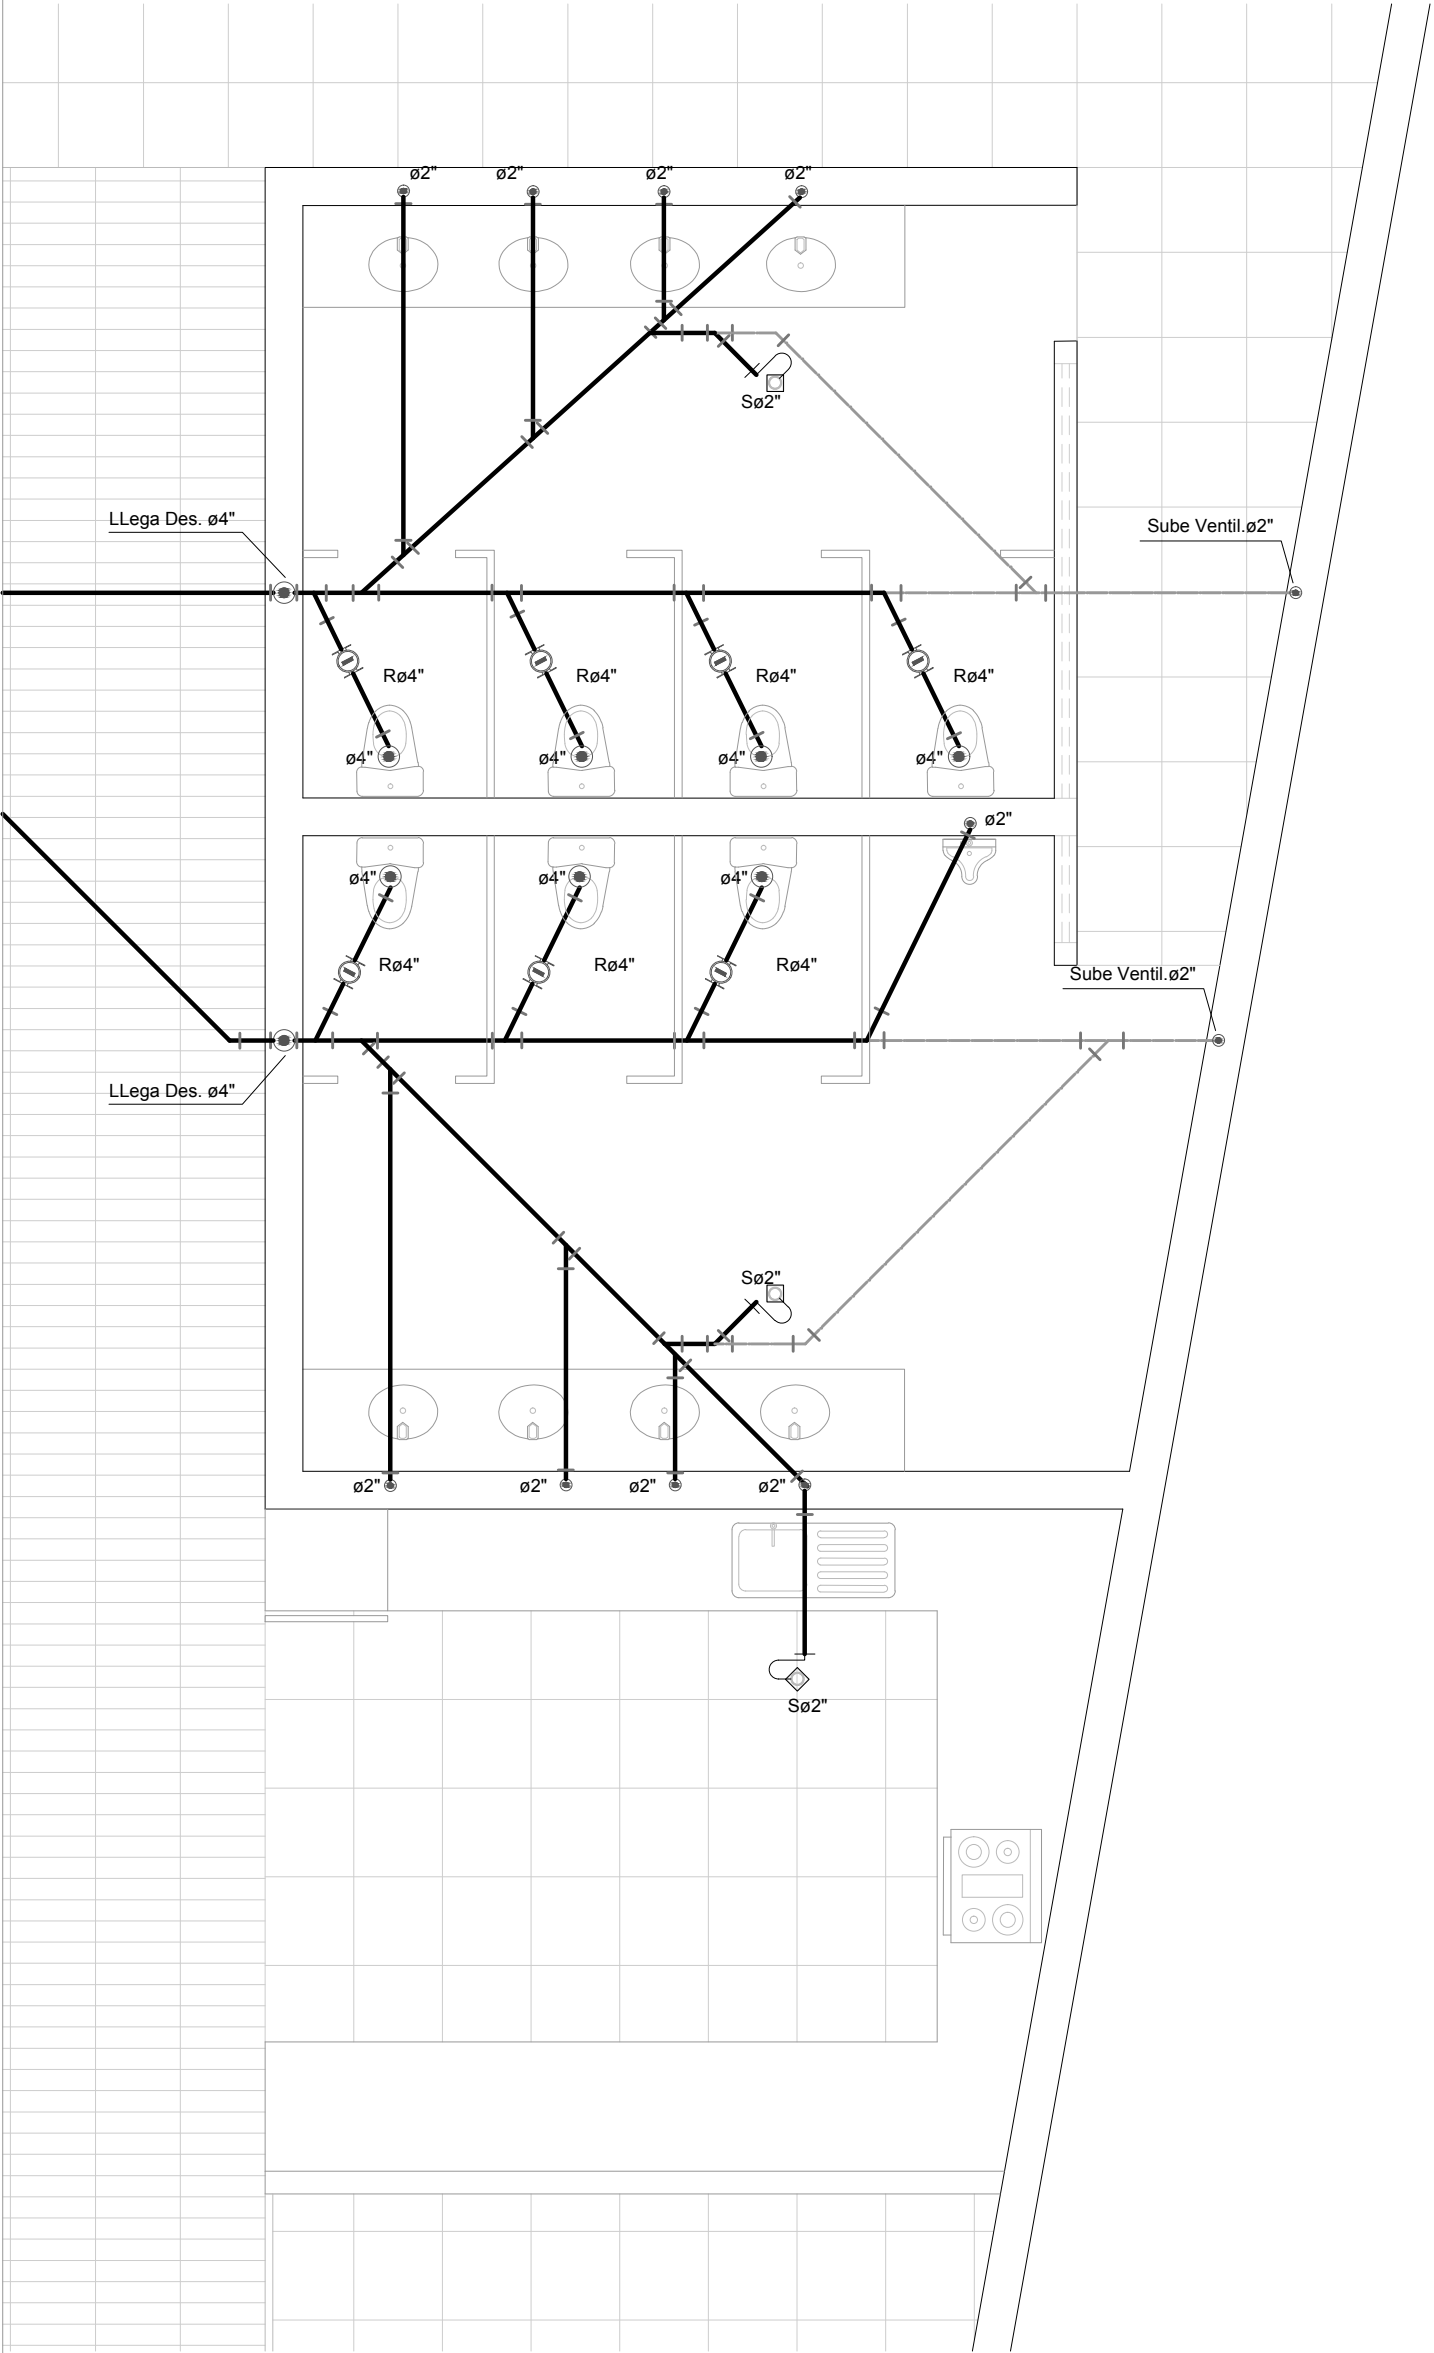 ø2" ø2" ø2" ø2"
Sø2"
LLega Des. ø4"
Sube Ventil.ø2"
Rø4" Rø4" Rø4" Rø4"
ø4" ø4" ø4" ø4"
ø2"
ø4" ø4" ø4"
Rø4" Rø4" Rø4"
Sube Ventil.ø2"
LLega Des. ø4"
Sø2"
ø2" ø2" ø2" ø2"
Sø2"